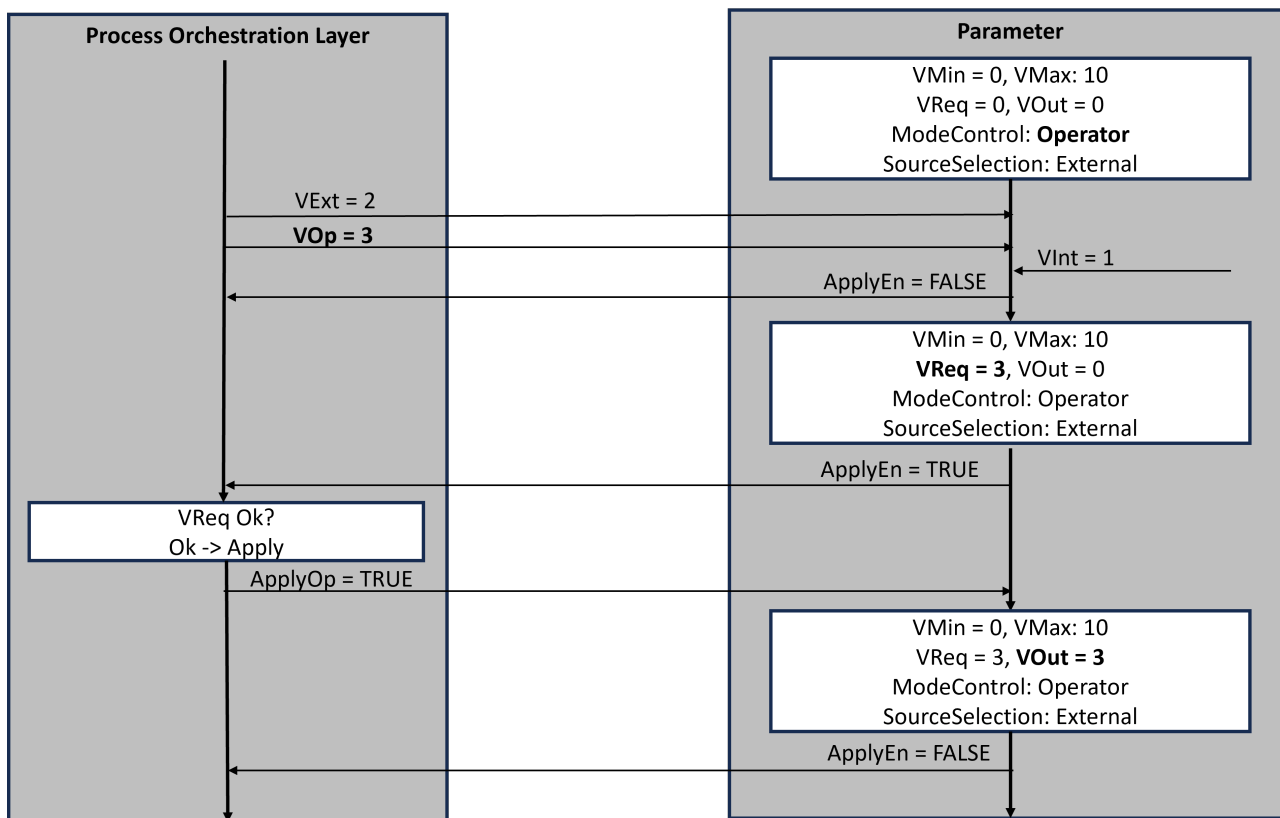 Process Orchestration Layer
Parameter
VMin = 0, VMax: 10
VReq = 0, VOut = 0
ModeControl: Operator
SourceSelection: External
VExt = 2
VOp = 3
VInt = 1
ApplyEn = FALSE
VMin = 0, VMax: 10
VReq = 3, VOut = 0
ModeControl: Operator
SourceSelection: External
ApplyEn = TRUE
VReq Ok?
Ok -> Apply
ApplyOp = TRUE
VMin = 0, VMax: 10
VReq = 3, VOut = 3
ModeControl: Operator
SourceSelection: External
ApplyEn = FALSE